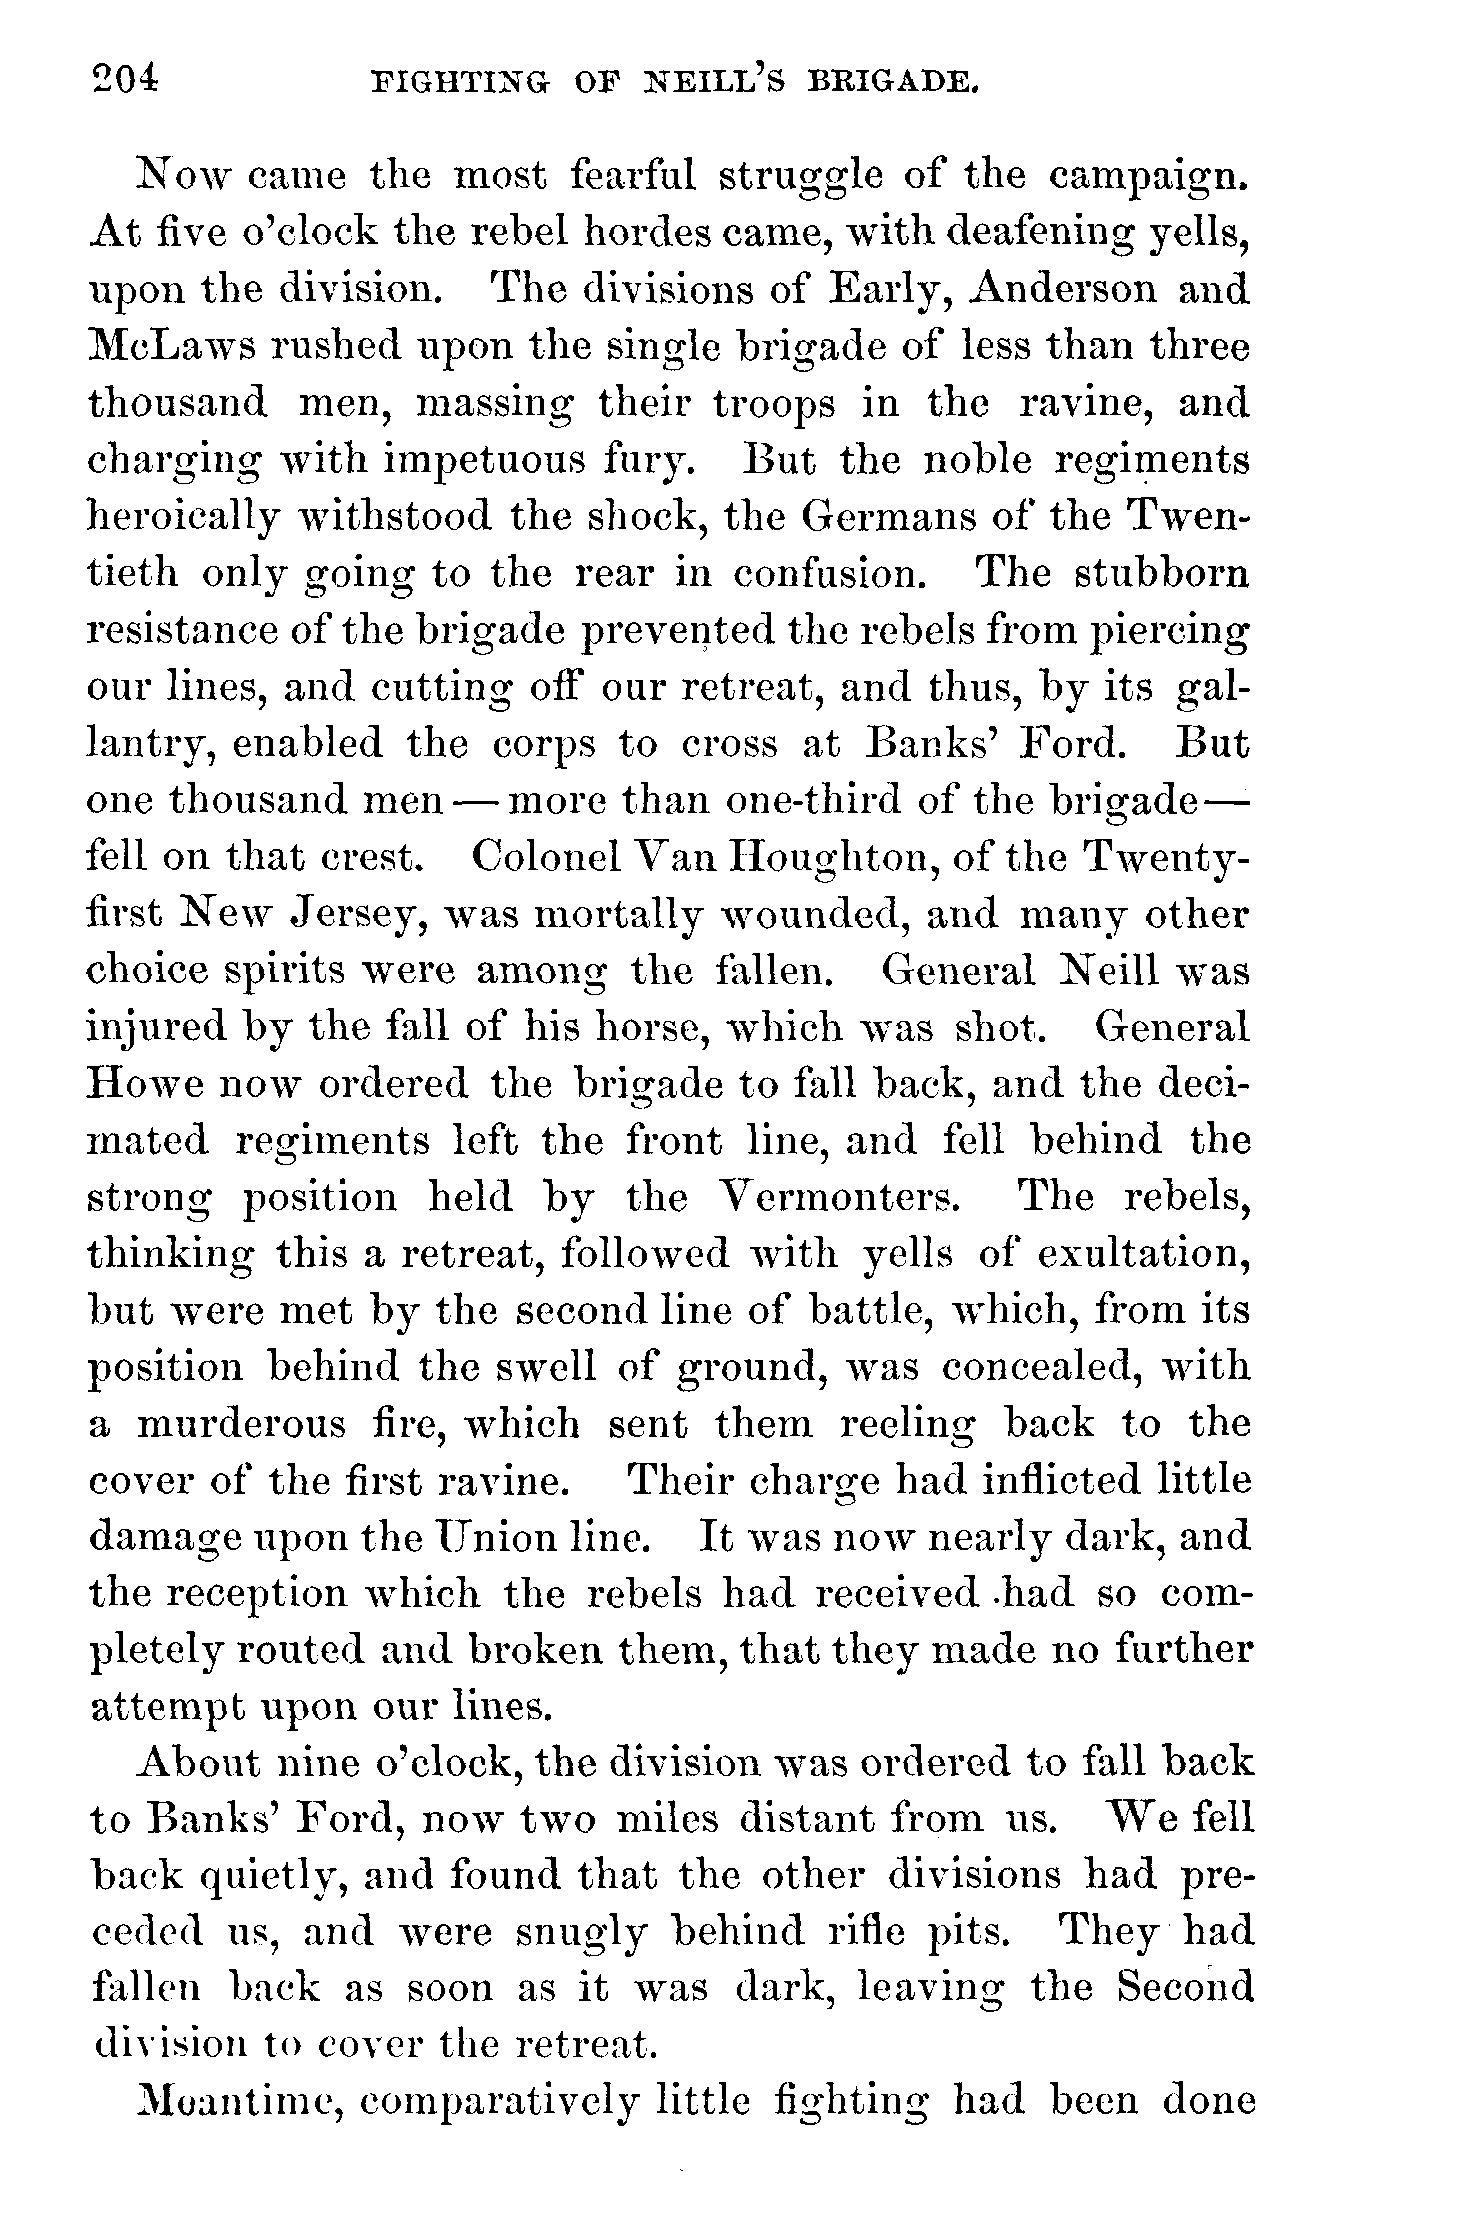 204 FIGHTING OF NEILL'S BRIGADE.
Now came the most fearful struggle of the campaign.
At five o'clock the rebel hordes came, with deafening yells,
upon the division. The divisions of Early, Anderson and
McLaws rushed upon the single brigade of less than three
thousand men, massing their troops in the ravine, and
charging with impetuous fury. But the noble regiments
heroically withstood the shock, the Germans of the Twen-
tieth only going to the rear in confusion. The stubborn
resistance of the brigade prevented the rebels from piercing
our lines, and cutting off our retreat, and thus, by its gal-
lantry, enabled the corps to cross at Banks' Ford. But
one thousand men — more than one-third of the brigade —
fell on that crest. Colonel Van Houghton, of the Twenty-
first New Jersey, was mortally wounded, and many other
choice spirits were among the fallen. General Neill was
injured by the fall of his horse, which was shot. General
Howe now ordered the brigade to fall back, and the deci-
mated regiments left the front line, and fell behind the
strong position held by the Vermonters. The rebels,
thinking this a retreat, followed with yells of exultation,
but were met by the second line of battle, which, from its
position behind the swell of ground, was concealed, with
a murderous fire, which sent them reeling back to the
cover of the first ravine. Their charge had inflicted little
damage upon the Union line. It was now nearly dark, and
the reception which the rebels had received had so com-
pletely routed and broken them, that they made no further
attempt upon our lines.
About nine o'clock, the division was ordered to fall back
to Banks' Ford, now two miles distant from us. We fell
back quietly, and found that the other divisions had pre-
ceded us, and were snugly behind rifle pits. They had
fallen back as soon as it was dark, leaving the Second
division to cover the retreat.
Meantime, comparatively little fighting had been done